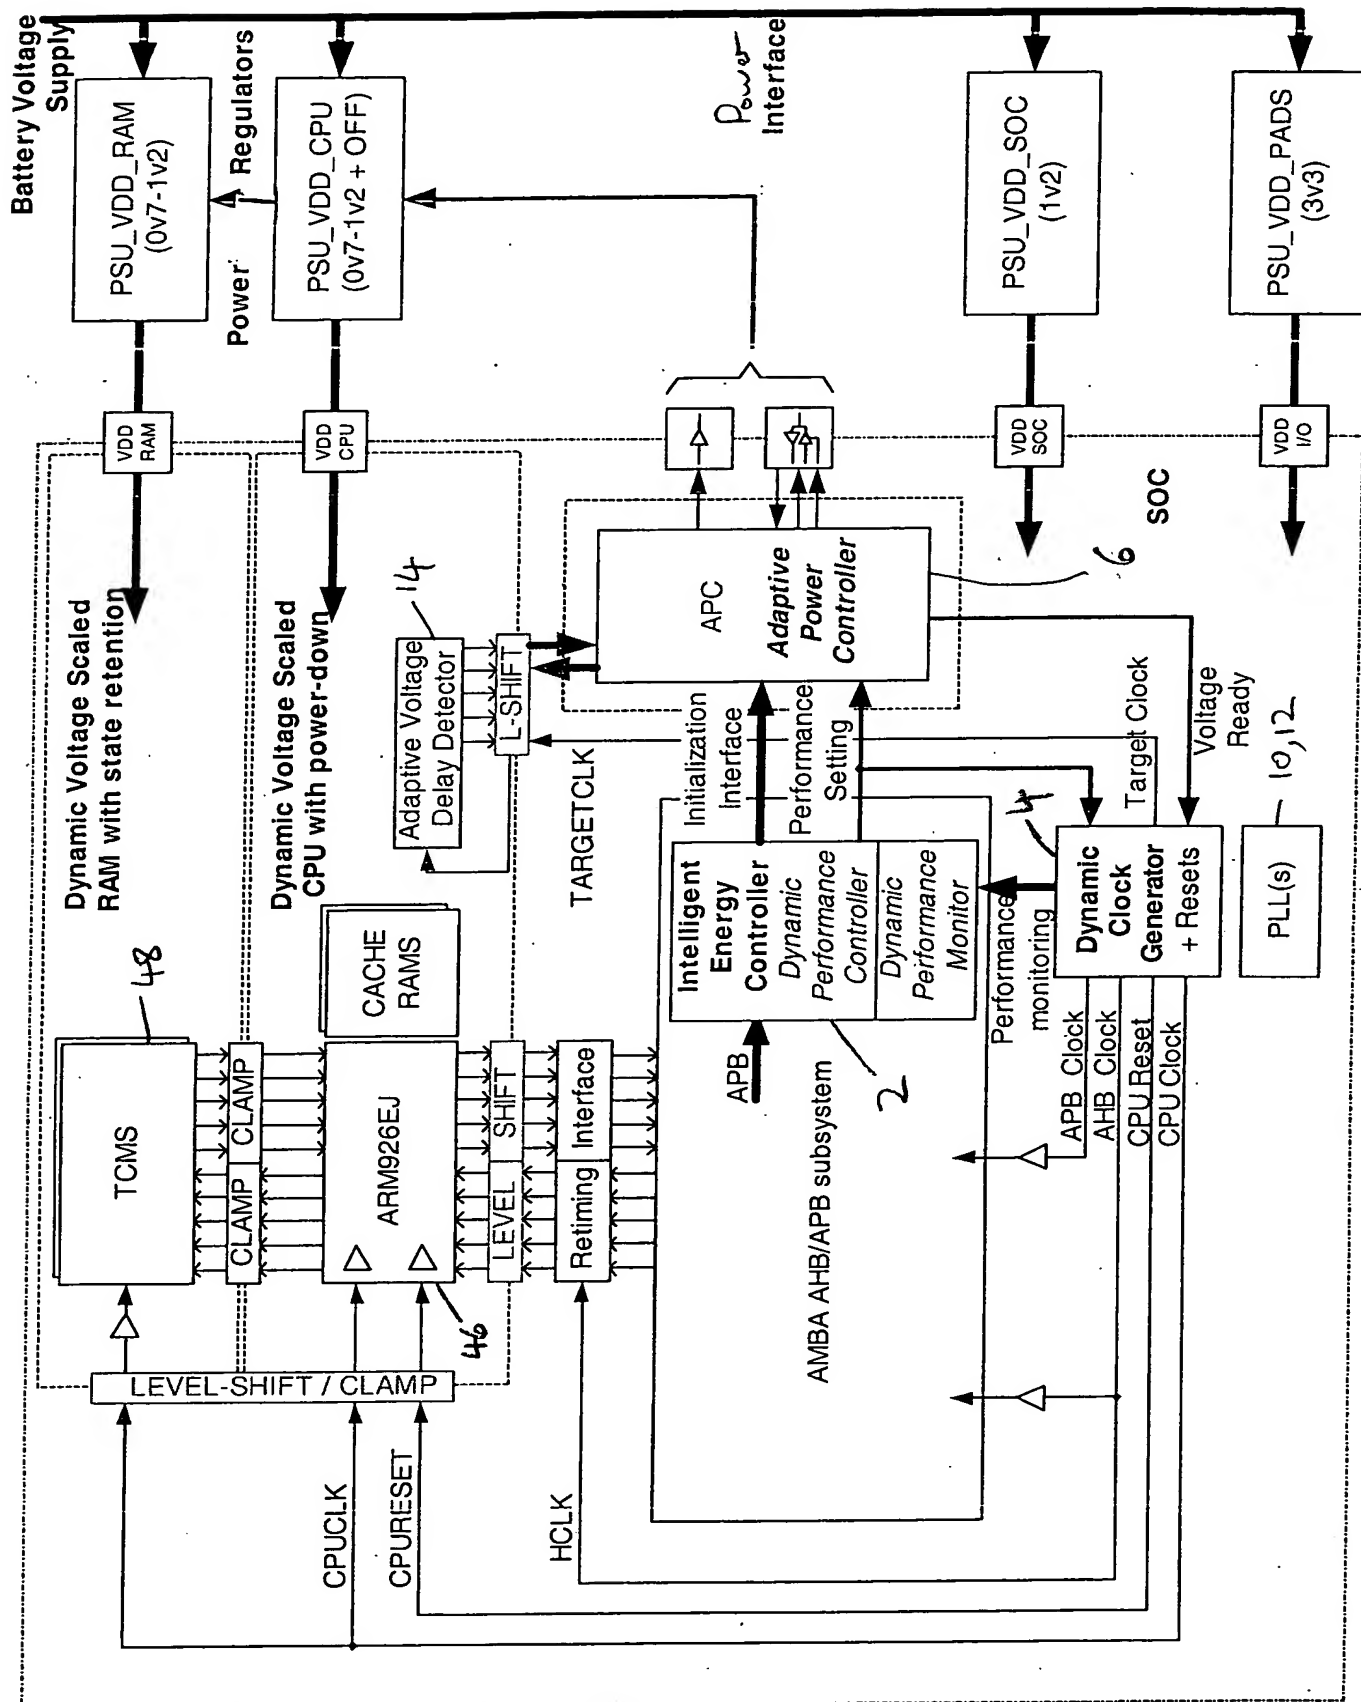 Battery Voltage
Supply
PSU_VDD_RAM
(0v7-1v2)
Power
Regulators
PSU_VDD_CPU
(0v7-1v2 + OFF)
Power
Interface
PSU_VDD_SOC
(1v2)
PSU_VDD_PADS
(3v3)
VDD
RAM
VDD
CPU
VDD
SOC
VDD
I/O
SOC
Dynamic Voltage Scaled
RAM with state retention
Dynamic Voltage Scaled
CPU with power-down
14
Adaptive Voltage
Delay Detector
L-SHIFT
TARGETCLK
APC
Adaptive
Power
Controller
6
Initialization
Interface
Performance
Setting
Target Clock
Voltage
Ready
48
TCMS
CLAMP
CLAMP
CACHE
RAMS
ARM926EJ
46
LEVEL
SHIFT
Retiming
Interface
LEVEL-SHIFT / CLAMP
CPUCLK
CPURESET
HCLK
APB
Intelligent
Energy
Controller
Dynamic
Performance
Controller
Dynamic
Performance
Monitor
2
AMBA AHB/APB subsystem
Performance
monitoring
4
Dynamic
Clock
Generator
+ Resets
APB Clock
AHB Clock
CPU Reset
CPU Clock
PLL(s)
10,12